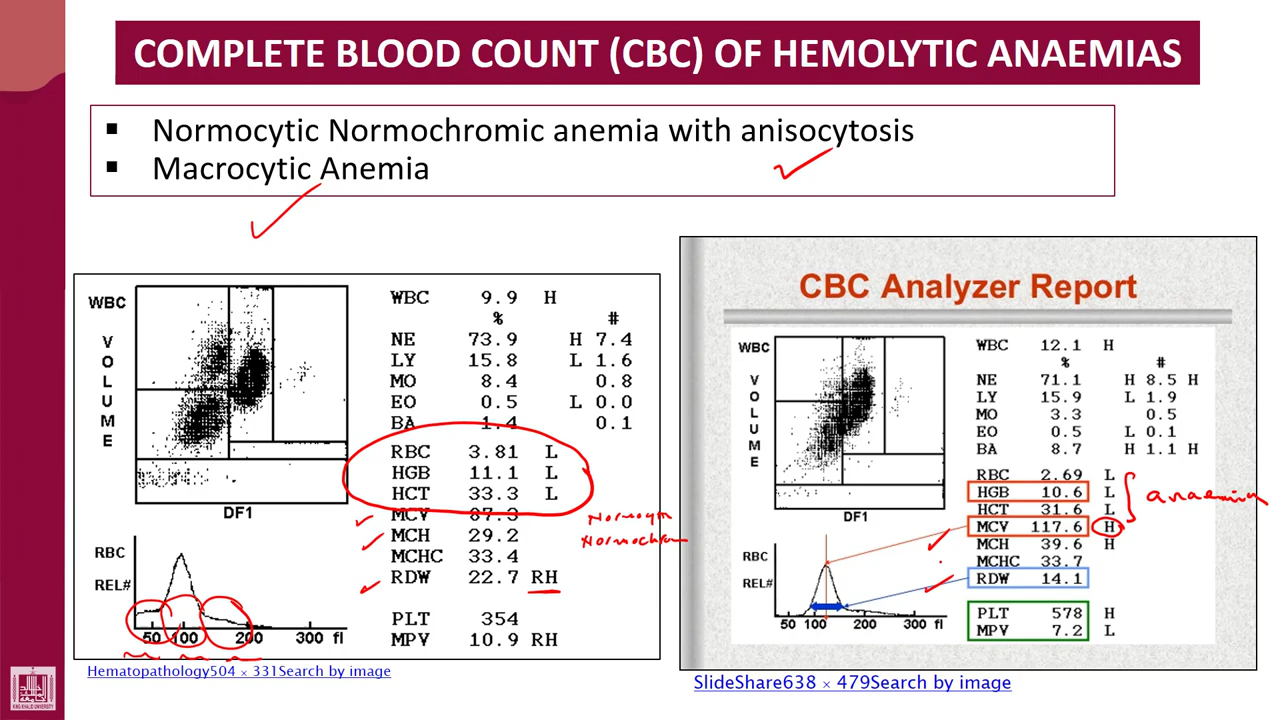 COMPLETE BLOOD COUNT (CBC) OF HEMOLYTIC ANAEMIAS
▪ Normocytic Normochromic anemia with anisocytosis
▪ Macrocytic Anemia
WBC
VOLUME
DF1
RBC
REL#
50 100 200 300 fl
WBC 9.9 H
% #
NE 73.9 H 7.4
LY 15.8 L 1.6
MO 8.4 0.8
EO 0.5 L 0.0
BA 1.4 0.1
RBC 3.81 L
HGB 11.1 L
HCT 33.3 L
MCV 87.3
MCH 29.2
MCHC 33.4
RDW 22.7 RH
PLT 354
MPV 10.9 RH
Hematopathology504 × 331Search by image
CBC Analyzer Report
WBC
VOLUME
DF1
RBC
REL#
50 100 200 300 fl
WBC 12.1 H
% #
NE 71.1 H 8.5 H
LY 15.9 L 1.9
MO 3.3 0.5
EO 0.5 L 0.1
BA 8.7 H 1.1 H
RBC 2.69 L
HGB 10.6 L
HCT 31.6 L
MCV 117.6 H
MCH 39.6 H
MCHC 33.7
RDW 14.1
PLT 578 H
MPV 7.2 L
anaemia
SlideShare638 × 479Search by image
KING KHALID UNIVERSITY